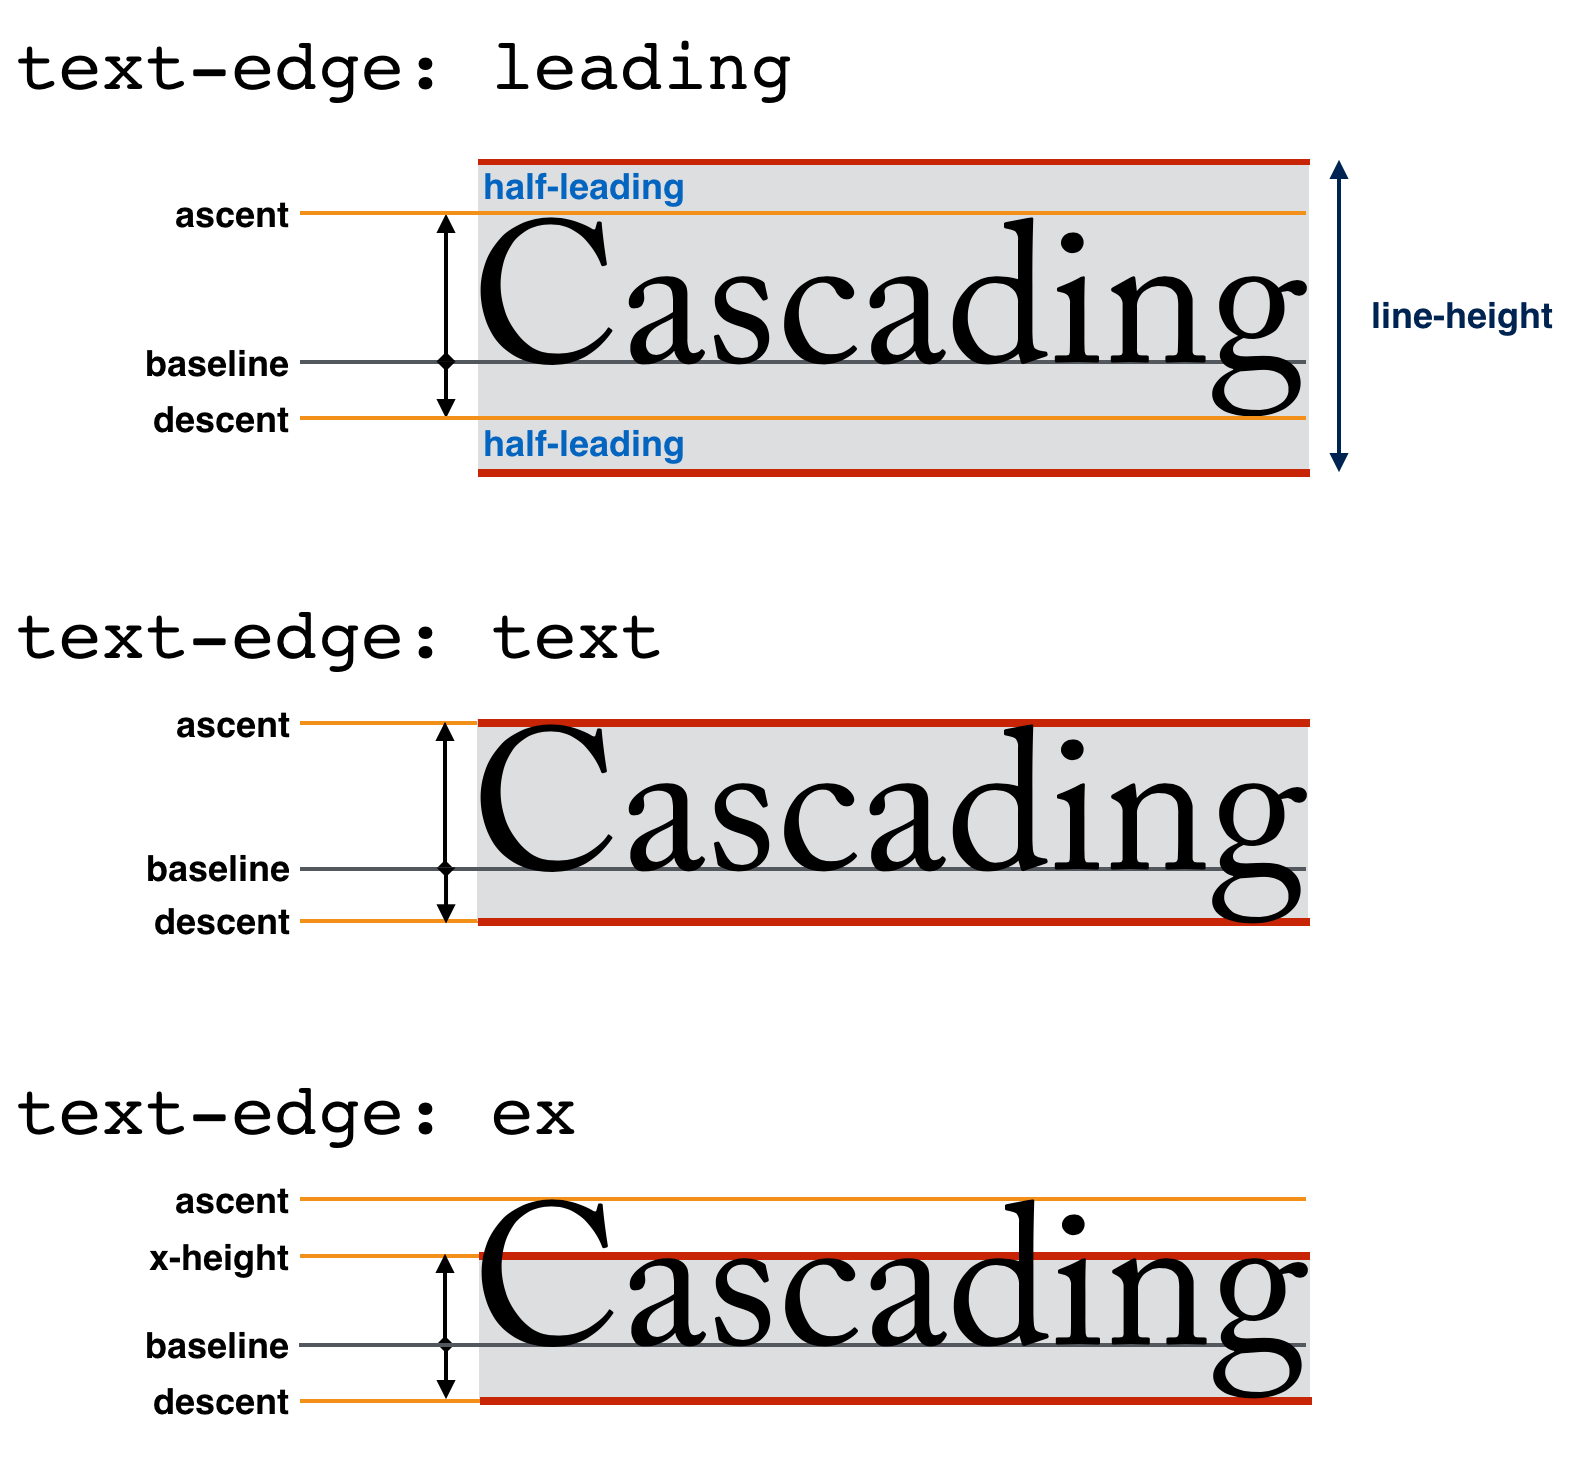 text-edge: leading
half-leading
ascent
Cascading
line-height
baseline
descent
half-leading
text-edge: text
ascent
Cascading
baseline
descent
text-edge: ex
ascent
x-height
Cascading
baseline
descent